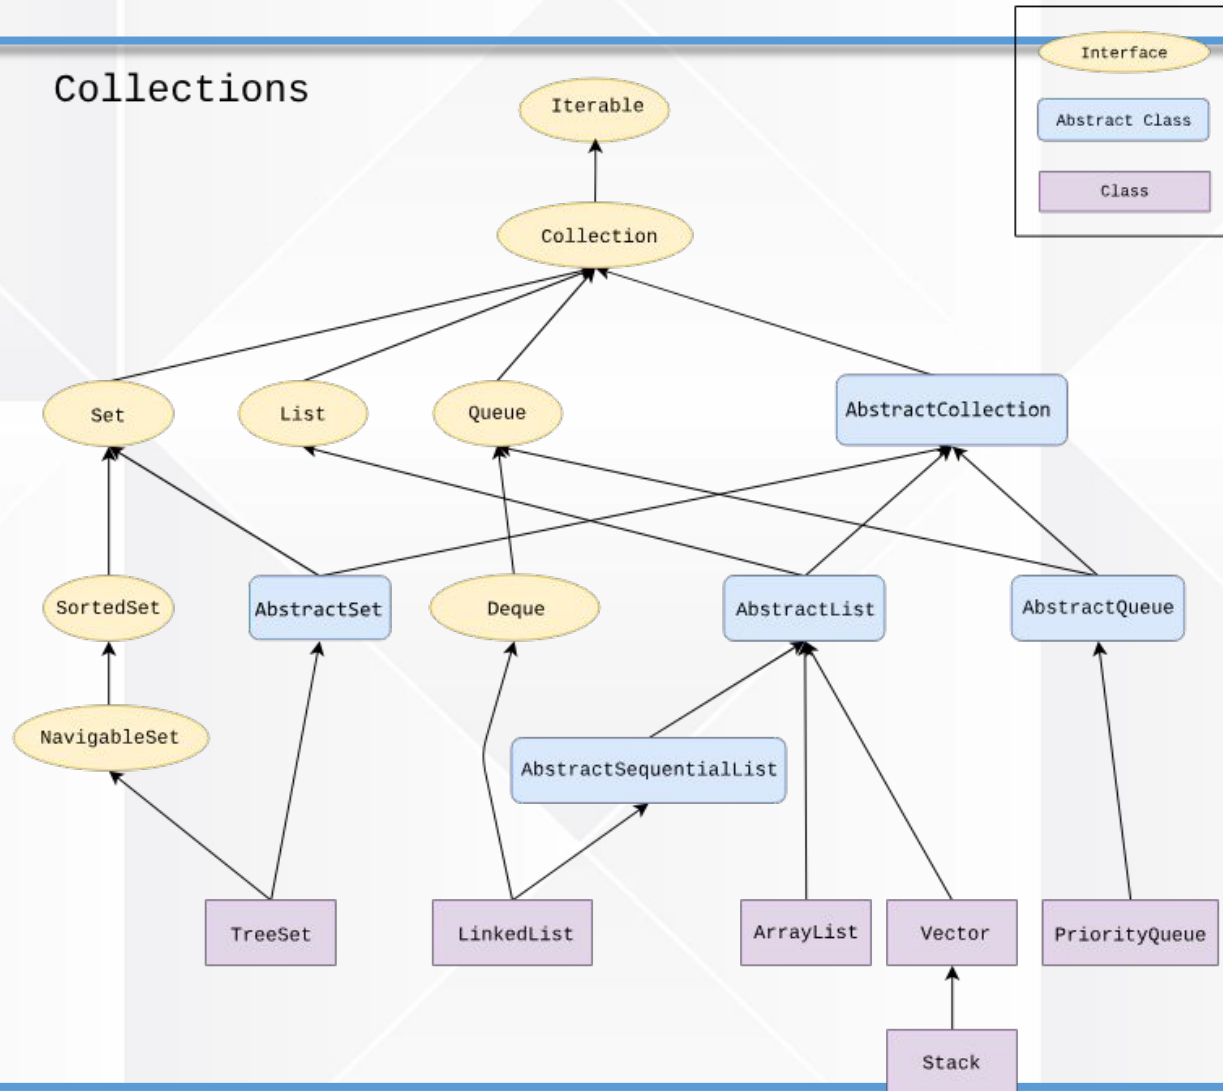 Interface
Collections
Iterable
Abstract Class
Class
Collection
Set
List
Queue
AbstractCollection
SortedSet
AbstractSet
Deque
AbstractList
AbstractQueue
NavigableSet
AbstractSequentialList
TreeSet
LinkedList
ArrayList
Vector
PriorityQueue
Stack